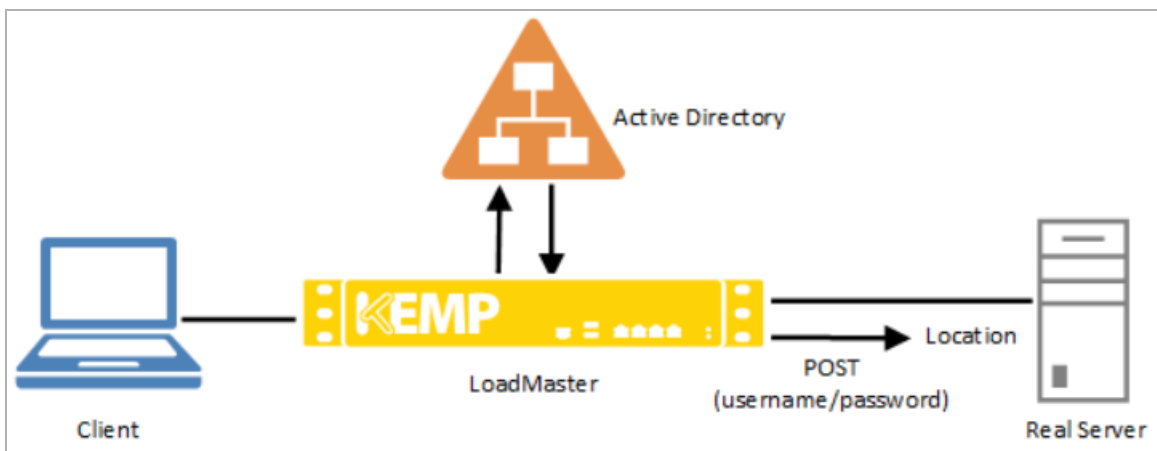 Active Directory
KEMP
LoadMaster
Location
POST
(username/password)
Client
Real Server